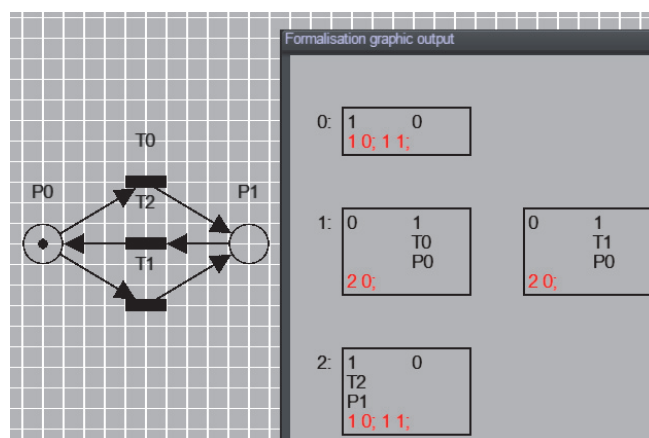 Formalisation graphic output
T0
P0
T2
P1
T1
0: 1 0
1 0; 1 1;
1: 0 1
T0
P0
2 0;
0 1
T1
P0
2 0;
2: 1 0
T2
P1
1 0; 1 1;